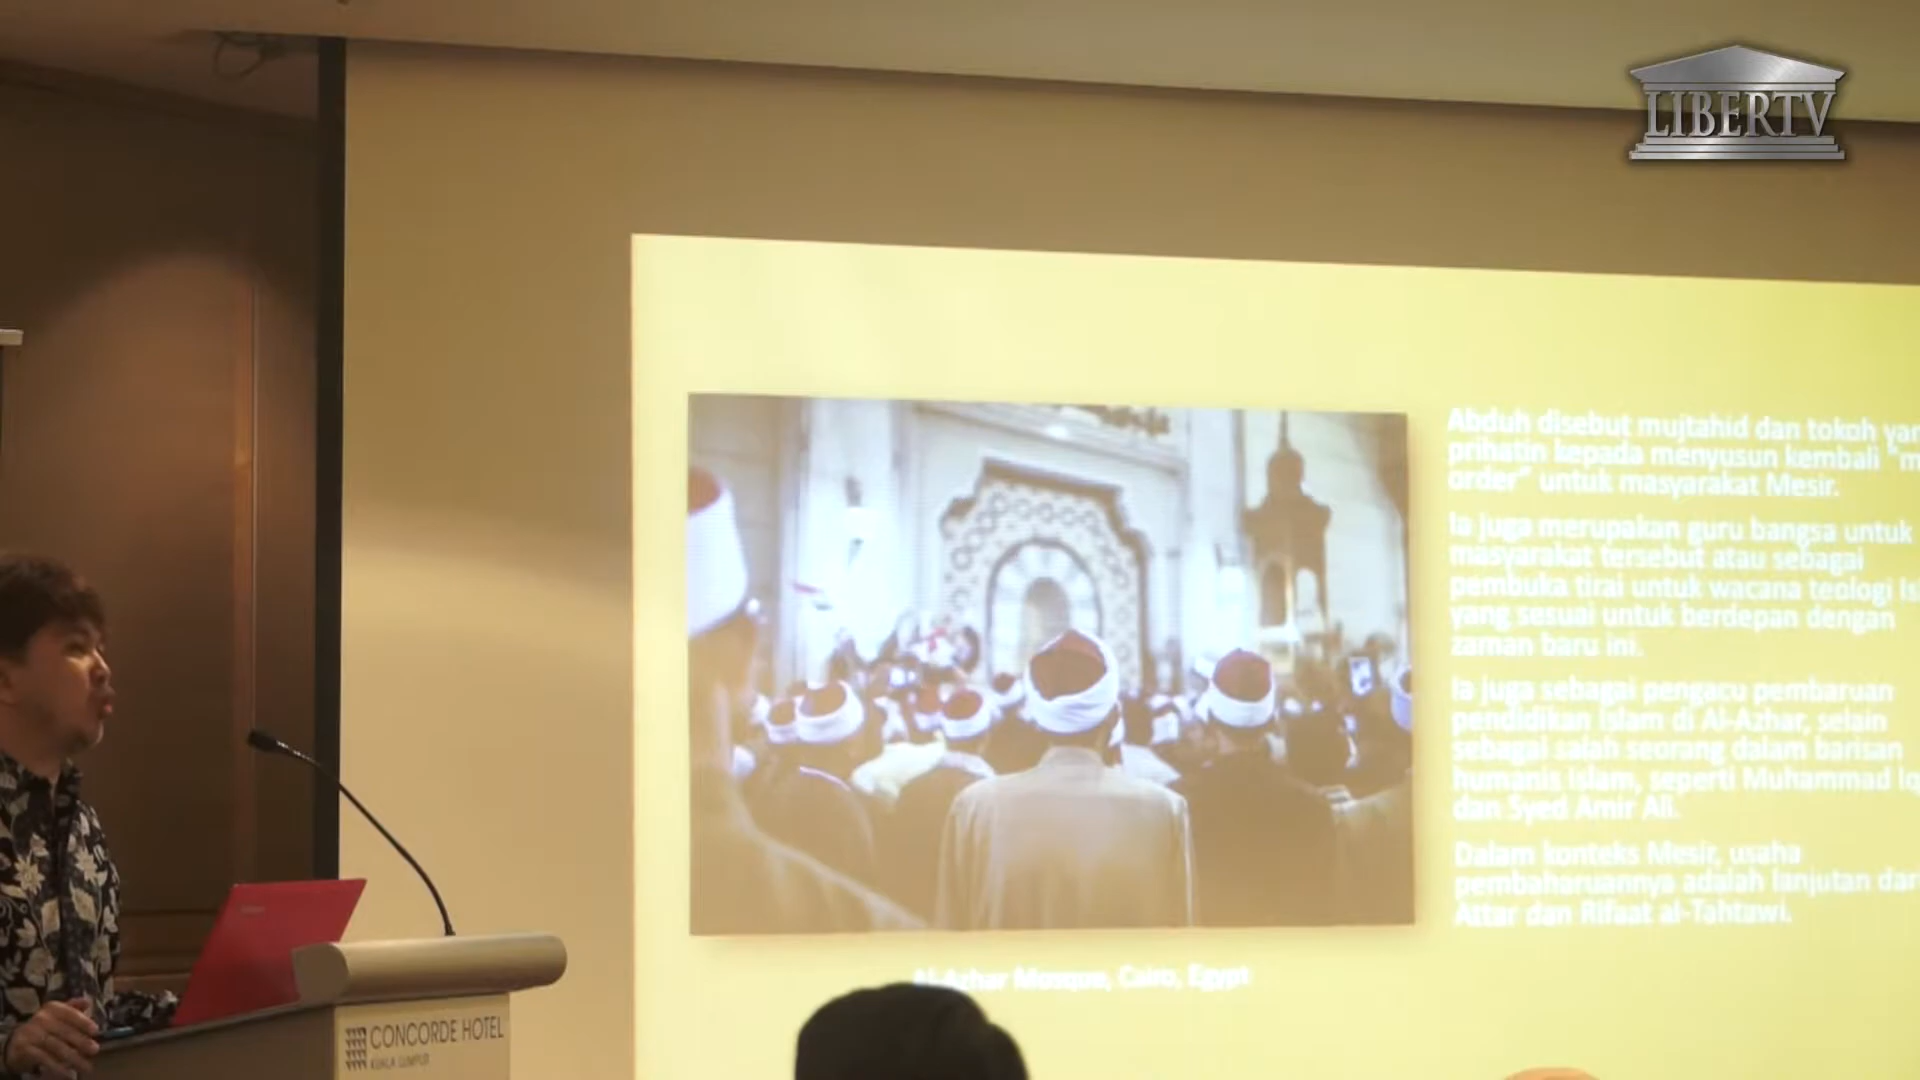 LIBERTV
Abduh disebut mujtahid dan tokoh
prihatin kepada menyusun kembali
order" untuk masyarakat Mesir.
Ia juga merupakan guru bangsa untuk
masyarakat tersebut atau sebagai
pembuka tirai untuk wacana teologi
yang sesuai untuk berdepan dengan
zaman baru ini.
Ia juga sebagai pengacu pembaruan
pendidikan Islam di Al-Azhar, selain
sebagai salah seorang dalam barisan
humanis Islam, seperti Muhammad
dan Syed Amir Ali.
Dalam konteks Mesir, usaha
pembaharuannya adalah lanjutan
Attar dan Rifaat al-Tahtawi.
Al-Azhar Mosque, Cairo, Egypt
CONCORDE HOTEL
KUALA LUMPUR